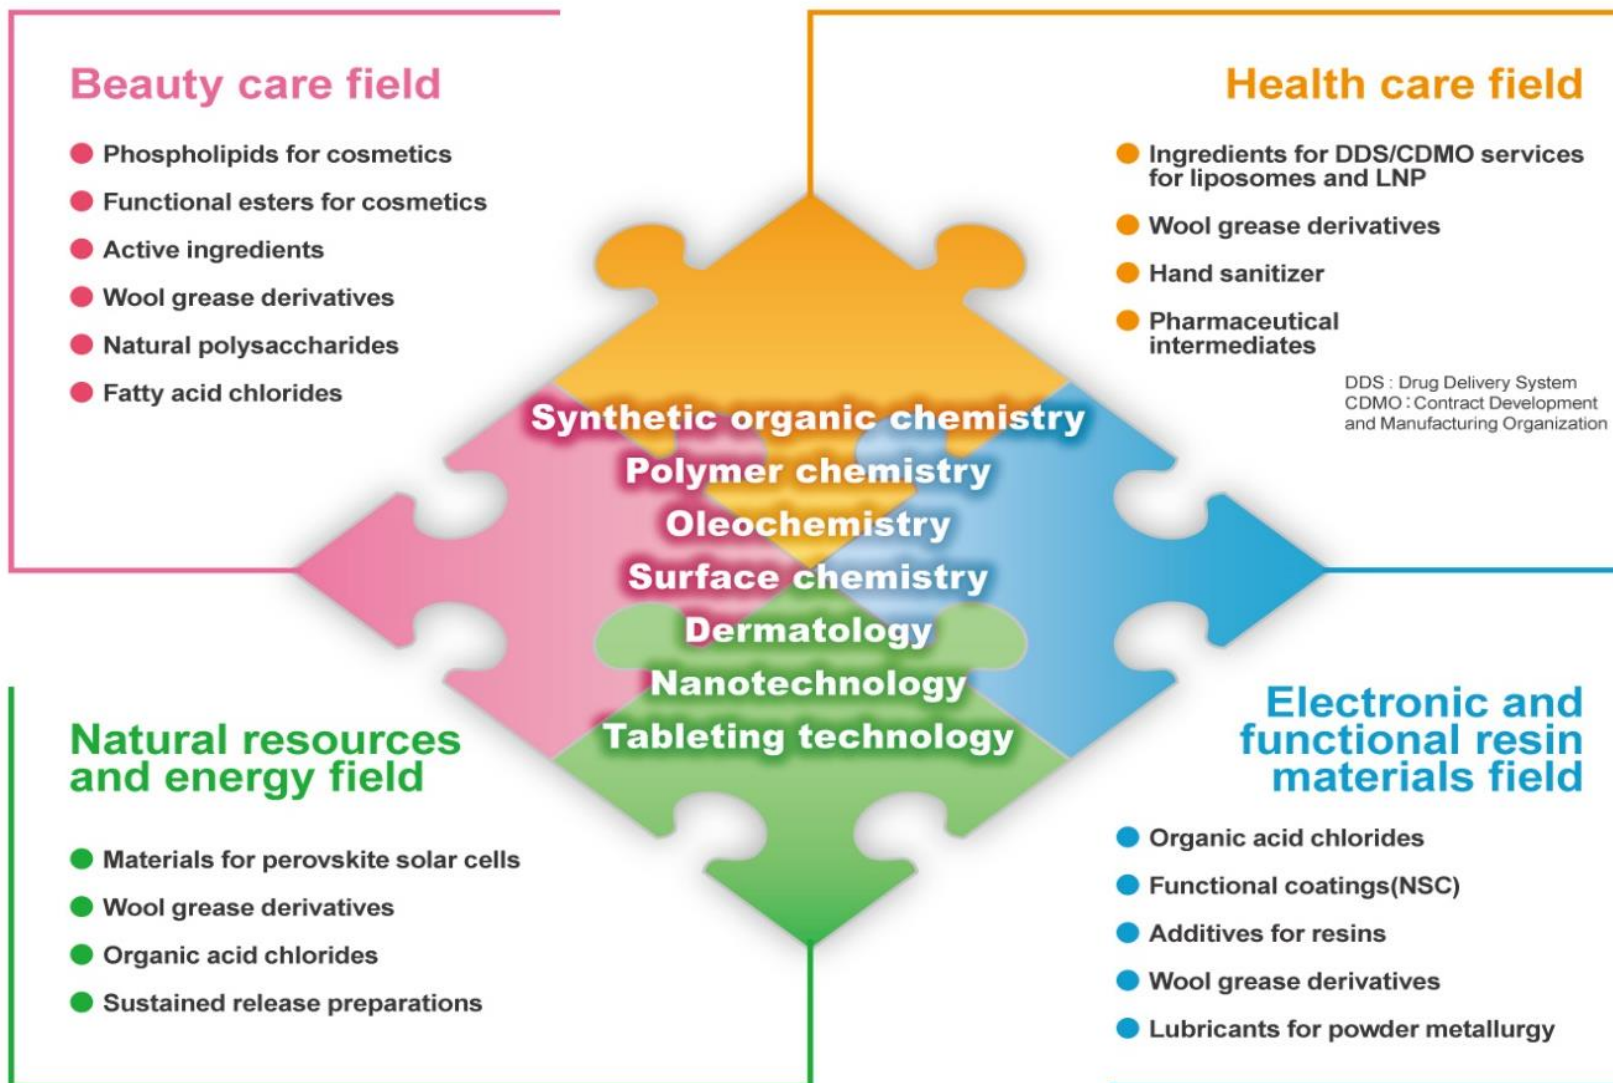 Beauty care field
Phospholipids for cosmetics
Functional esters for cosmetics
Active ingredients
Wool grease derivatives
Natural polysaccharides
Fatty acid chlorides
Health care field
Ingredients for DDS/CDMO services
for liposomes and LNP
Wool grease derivatives
Hand sanitizer
Pharmaceutical
intermediates
DDS : Drug Delivery System
CDMO : Contract Development
and Manufacturing Organization
Synthetic organic chemistry
Polymer chemistry
Oleochemistry
Surface chemistry
Dermatology
Nanotechnology
Tableting technology
Natural resources
and energy field
Materials for perovskite solar cells
Wool grease derivatives
Organic acid chlorides
Sustained release preparations
Electronic and
functional resin
materials field
Organic acid chlorides
Functional coatings(NSC)
Additives for resins
Wool grease derivatives
Lubricants for powder metallurgy